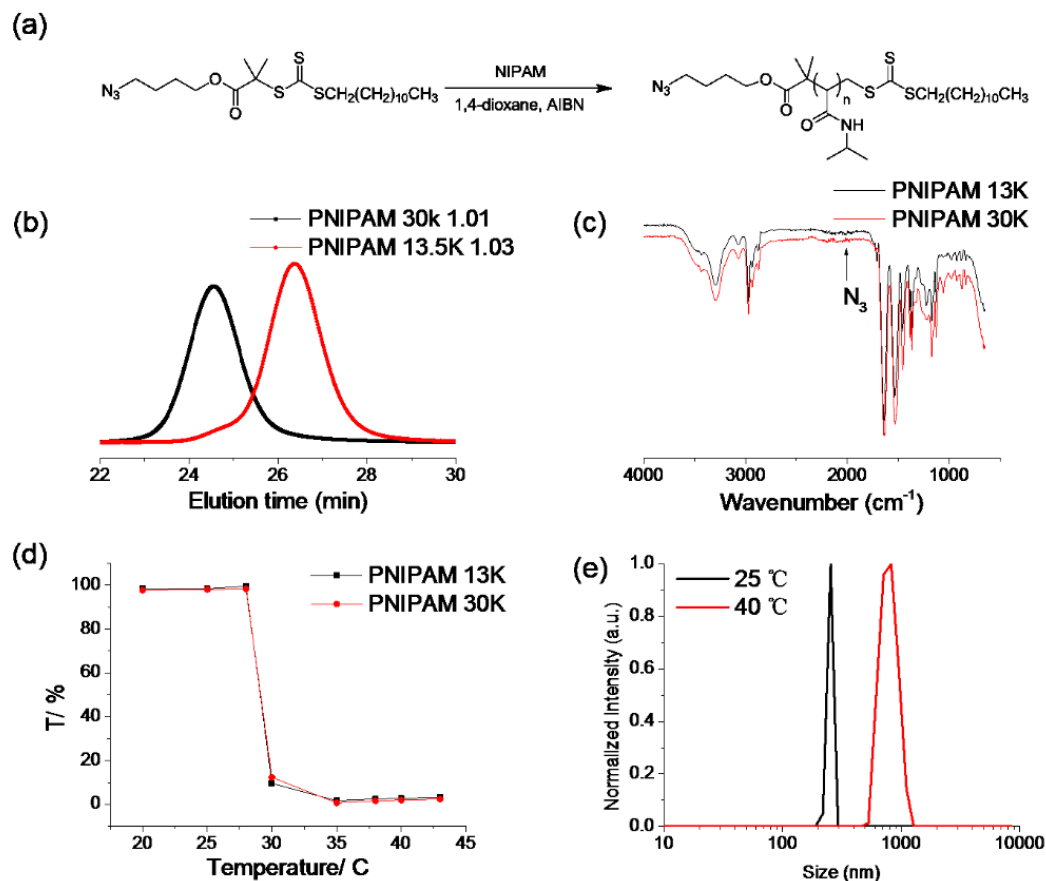 (a)
N3
O
O
S
S
SCH2(CH2)10CH3
NIPAM
1,4-dioxane, AIBN
N3
O
O
n
O
NH
S
S
SCH2(CH2)10CH3
(b)
PNIPAM 30k 1.01
PNIPAM 13.5K 1.03
22 24 26 28 30
Elution time (min)
(c)
PNIPAM 13K
PNIPAM 30K
N3
4000 3000 2000 1000
Wavenumber (cm-1)
(d)
PNIPAM 13K
PNIPAM 30K
T/ %
100
80
60
40
20
0
15 20 25 30 35 40 45
Temperature/ C
(e)
25 ℃
40 ℃
Normalized Intensity (a.u.)
1.0
0.8
0.6
0.4
0.2
0.0
10 100 1000 10000
Size (nm)